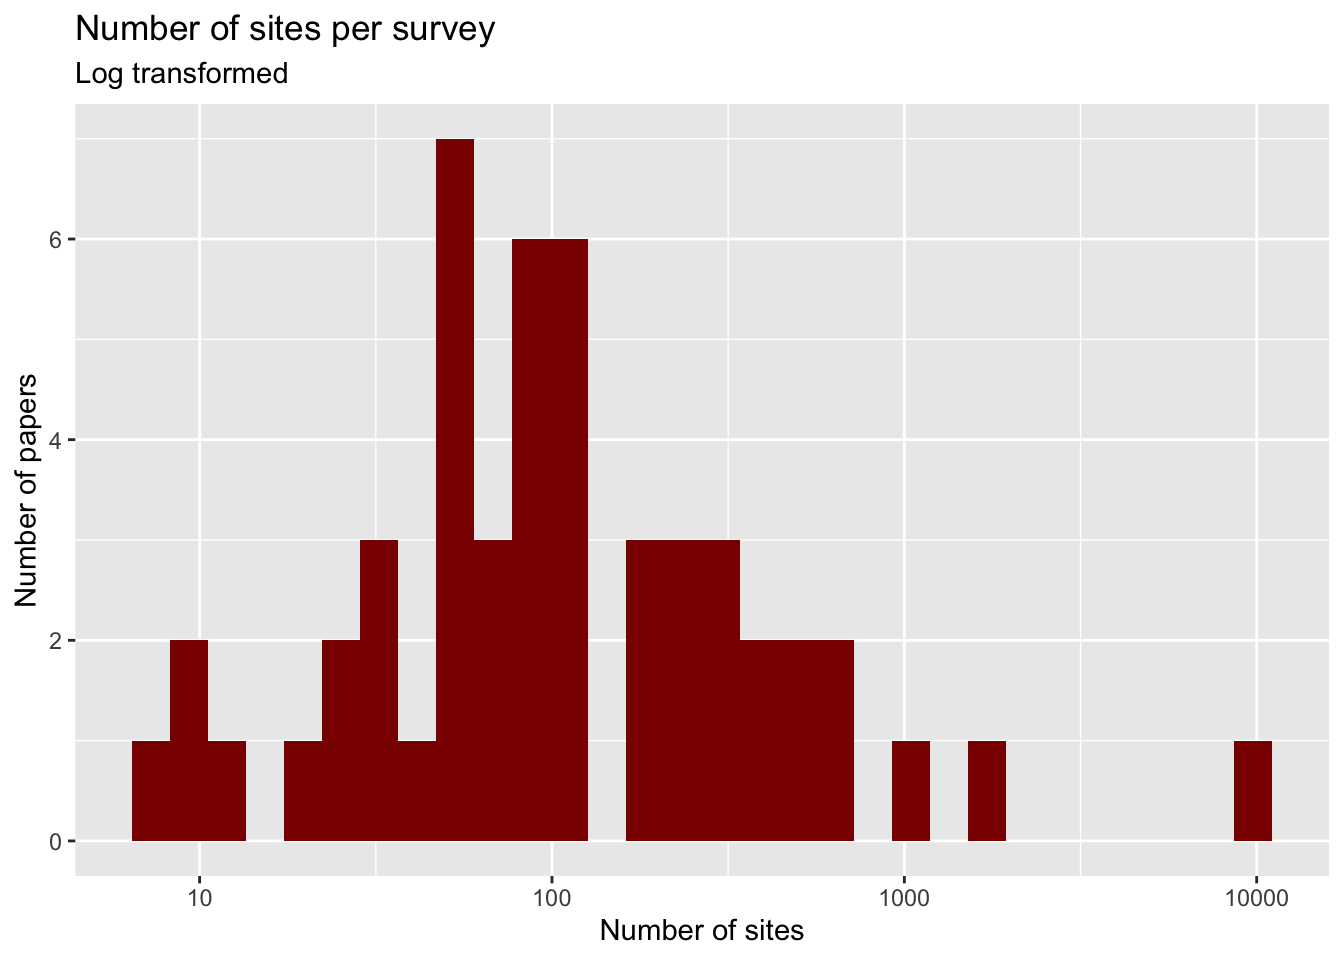 Number of sites per survey
Log transformed
Number of papers
6
4
2
0
10 100 1000 10000
Number of sites